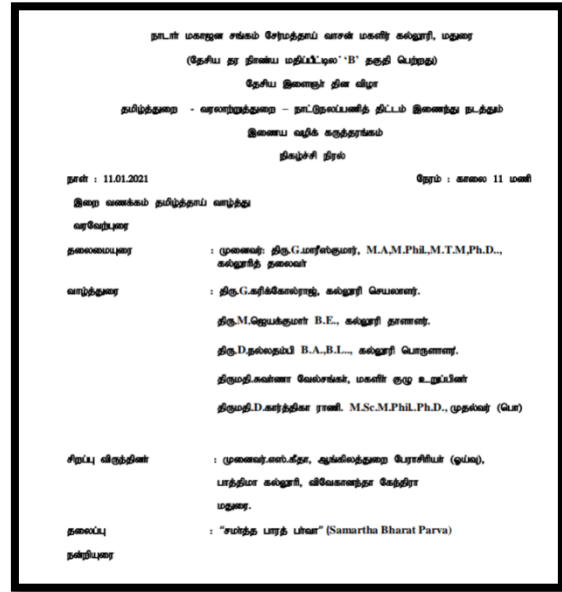 நாடார் மகாஜன சங்கம் சேர்மத்தாய் வாசன் மகளிர் கல்லூரி, மதுரை
(தேசிய தர நிர்ணய மதிப்பீட்டில` ‘B’ தகுதி பெற்றது)
தேசிய இளைஞர் தின விழா
தமிழ்த்துறை - வரலாற்றுத்துறை – நாட்டுநலப்பணித் திட்டம் இணைந்து நடத்தும்
இணைய வழிக் கருத்தரங்கம்
நிகழ்ச்சி நிரல்
நாள் : 11.01.2021 நேரம் : காலை 11 மணி
இறை வணக்கம் தமிழ்த்தாய் வாழ்த்து
வரவேற்புரை
தலைமையுரை : முனைவர்: திரு.G.மாரீஸ்குமார், M.A,M.Phil.,M.T.M,Ph.D..,
கல்லூரித் தலைவர்
வாழ்த்துரை : திரு.G.கரிக்கோல்ராஜ், கல்லூரி செயலாளர்.
திரு.M.ஜெயக்குமார் B.E., கல்லூரி தாளாளர்.
திரு.D.நல்லதம்பி B.A.,B.L.., கல்லூரி பொருளாளர்.
திருமதி.சுவர்ணா வேல்சங்கர், மகளிர் குழு உறுப்பினர்
திருமதி.D.கார்த்திகா ராணி. M.Sc.M.Phil..Ph.D., முதல்வர் (பொ)
சிறப்பு விருந்தினர் : முனைவர்.எஸ்.கீதா, ஆங்கிலத்துறை பேராசிரியர் (ஓய்வு),
பாத்திமா கல்லூரி, விவேகானந்தா கேந்திரா
மதுரை.
தலைப்பு : “சமர்த்த பாரத் பர்வா” (Samartha Bharat Parva)
நன்றியுரை